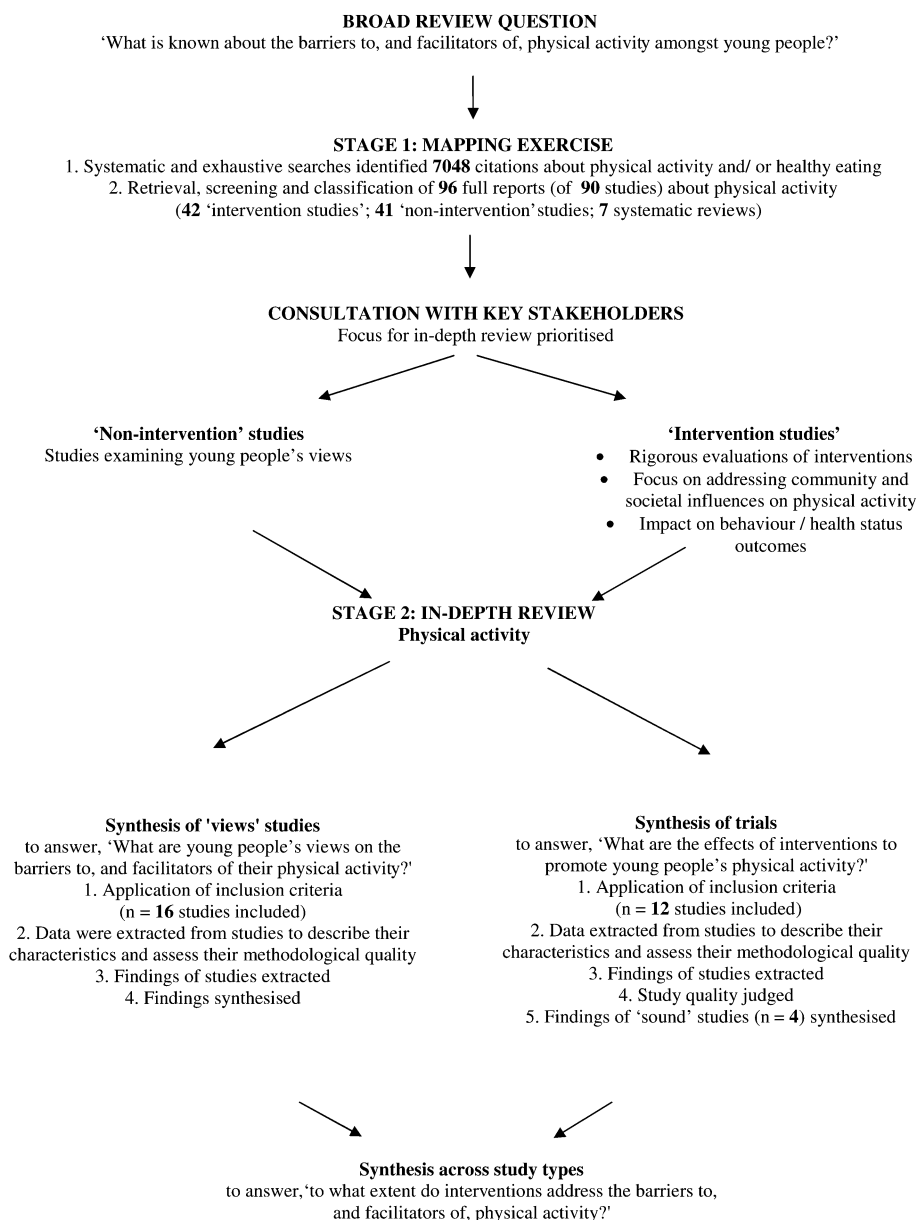 BROAD REVIEW QUESTION
‘What is known about the barriers to, and facilitators of, physical activity amongst young people?’
STAGE 1: MAPPING EXERCISE
1. Systematic and exhaustive searches identified 7048 citations about physical activity and/ or healthy eating
2. Retrieval, screening and classification of 96 full reports (of 90 studies) about physical activity
(42 ‘intervention studies’; 41 ‘non-intervention’studies; 7 systematic reviews)
CONSULTATION WITH KEY STAKEHOLDERS
Focus for in-depth review prioritised
‘Non-intervention’ studies
Studies examining young people’s views
‘Intervention studies’
• Rigorous evaluations of interventions
• Focus on addressing community and
societal influences on physical activity
• Impact on behaviour / health status
outcomes
STAGE 2: IN-DEPTH REVIEW
Physical activity
Synthesis of 'views' studies
to answer, ‘What are young people’s views on the
barriers to, and facilitators of their physical activity?'
1. Application of inclusion criteria
(n = 16 studies included)
2. Data were extracted from studies to describe their
characteristics and assess their methodological quality
3. Findings of studies extracted
4. Findings synthesised
Synthesis of trials
to answer, ‘What are the effects of interventions to
promote young people’s physical activity?'
1. Application of inclusion criteria
(n = 12 studies included)
2. Data extracted from studies to describe their
characteristics and assess their methodological quality
3. Findings of studies extracted
4. Study quality judged
5. Findings of ‘sound’ studies (n = 4) synthesised
Synthesis across study types
to answer,‘to what extent do interventions address the barriers to,
and facilitators of, physical activity?'